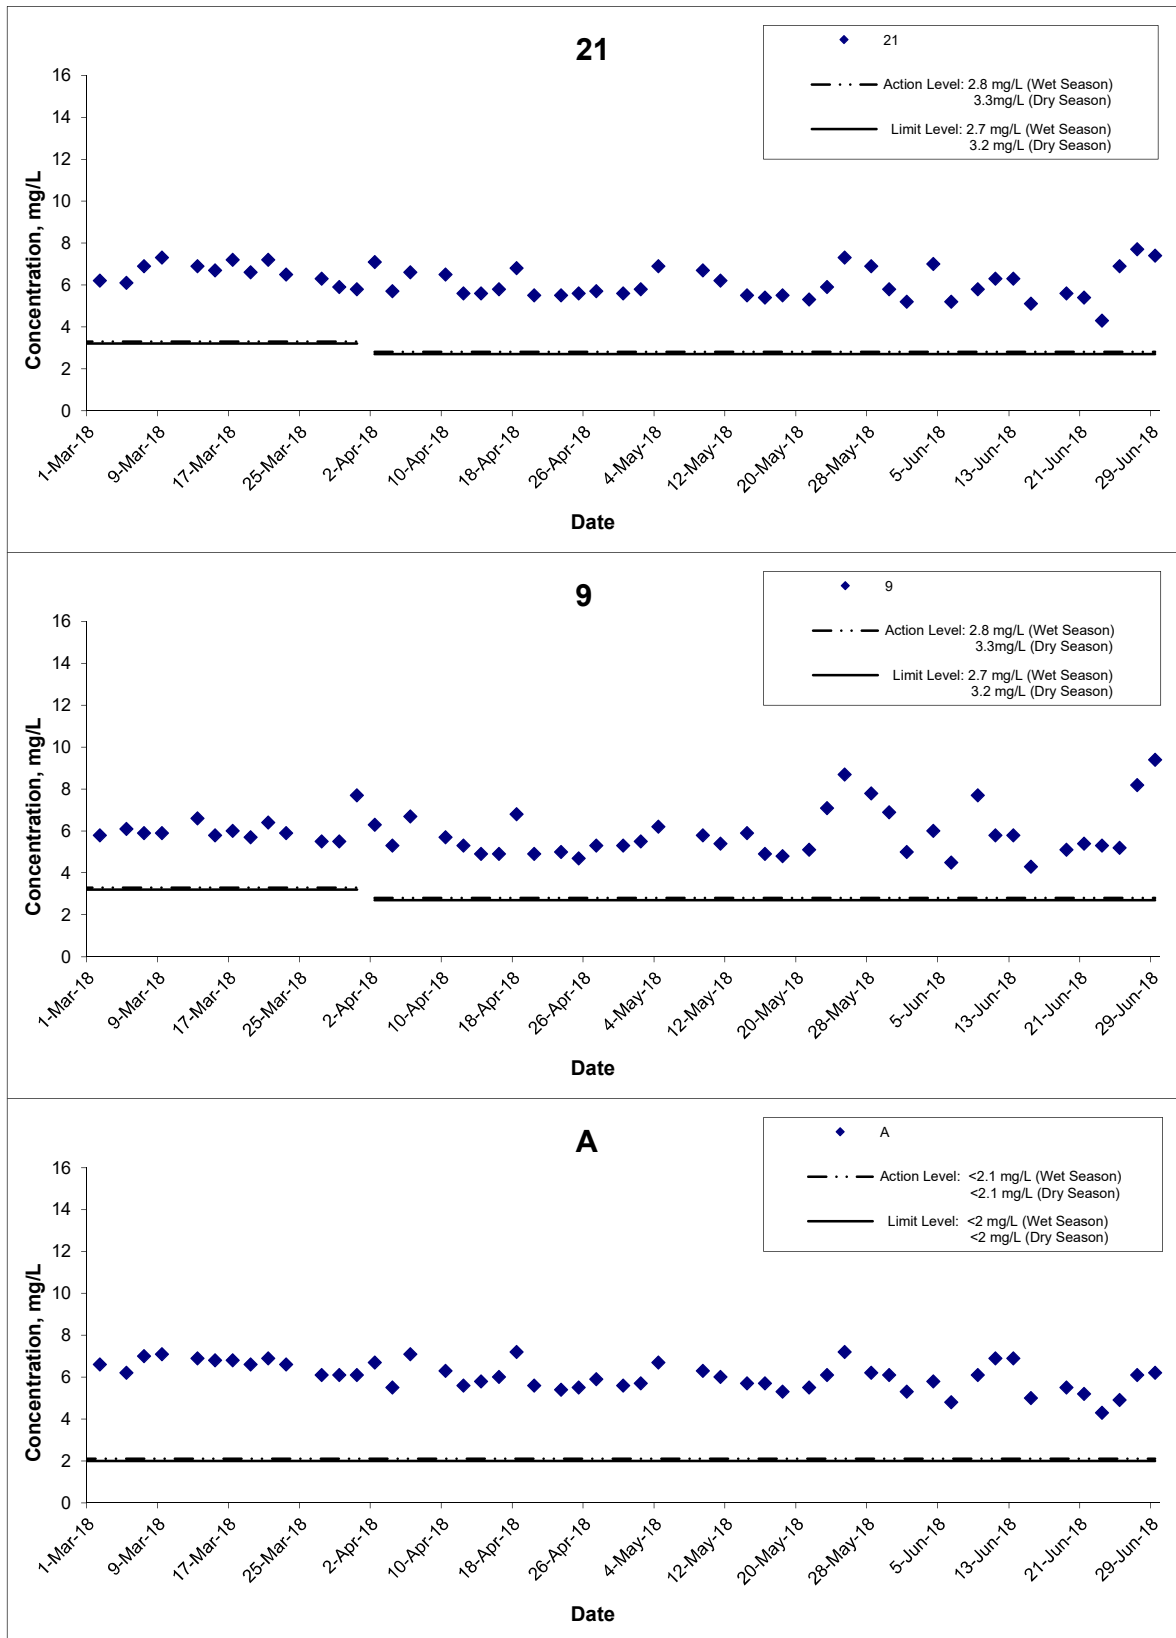 21
21
Action Level: 2.8 mg/L (Wet Season)
3.3mg/L (Dry Season)
Limit Level: 2.7 mg/L (Wet Season)
3.2 mg/L (Dry Season)
Concentration, mg/L
16
14
12
10
8
6
4
2
0
1-Mar-18
9-Mar-18
17-Mar-18
25-Mar-18
2-Apr-18
10-Apr-18
18-Apr-18
26-Apr-18
4-May-18
12-May-18
20-May-18
28-May-18
5-Jun-18
13-Jun-18
21-Jun-18
29-Jun-18
Date
9
9
Action Level: 2.8 mg/L (Wet Season)
3.3mg/L (Dry Season)
Limit Level: 2.7 mg/L (Wet Season)
3.2 mg/L (Dry Season)
Concentration, mg/L
16
14
12
10
8
6
4
2
0
1-Mar-18
9-Mar-18
17-Mar-18
25-Mar-18
2-Apr-18
10-Apr-18
18-Apr-18
26-Apr-18
4-May-18
12-May-18
20-May-18
28-May-18
5-Jun-18
13-Jun-18
21-Jun-18
29-Jun-18
Date
A
A
Action Level: <2.1 mg/L (Wet Season)
<2.1 mg/L (Dry Season)
Limit Level: <2 mg/L (Wet Season)
<2 mg/L (Dry Season)
Concentration, mg/L
16
14
12
10
8
6
4
2
0
1-Mar-18
9-Mar-18
17-Mar-18
25-Mar-18
2-Apr-18
10-Apr-18
18-Apr-18
26-Apr-18
4-May-18
12-May-18
20-May-18
28-May-18
5-Jun-18
13-Jun-18
21-Jun-18
29-Jun-18
Date